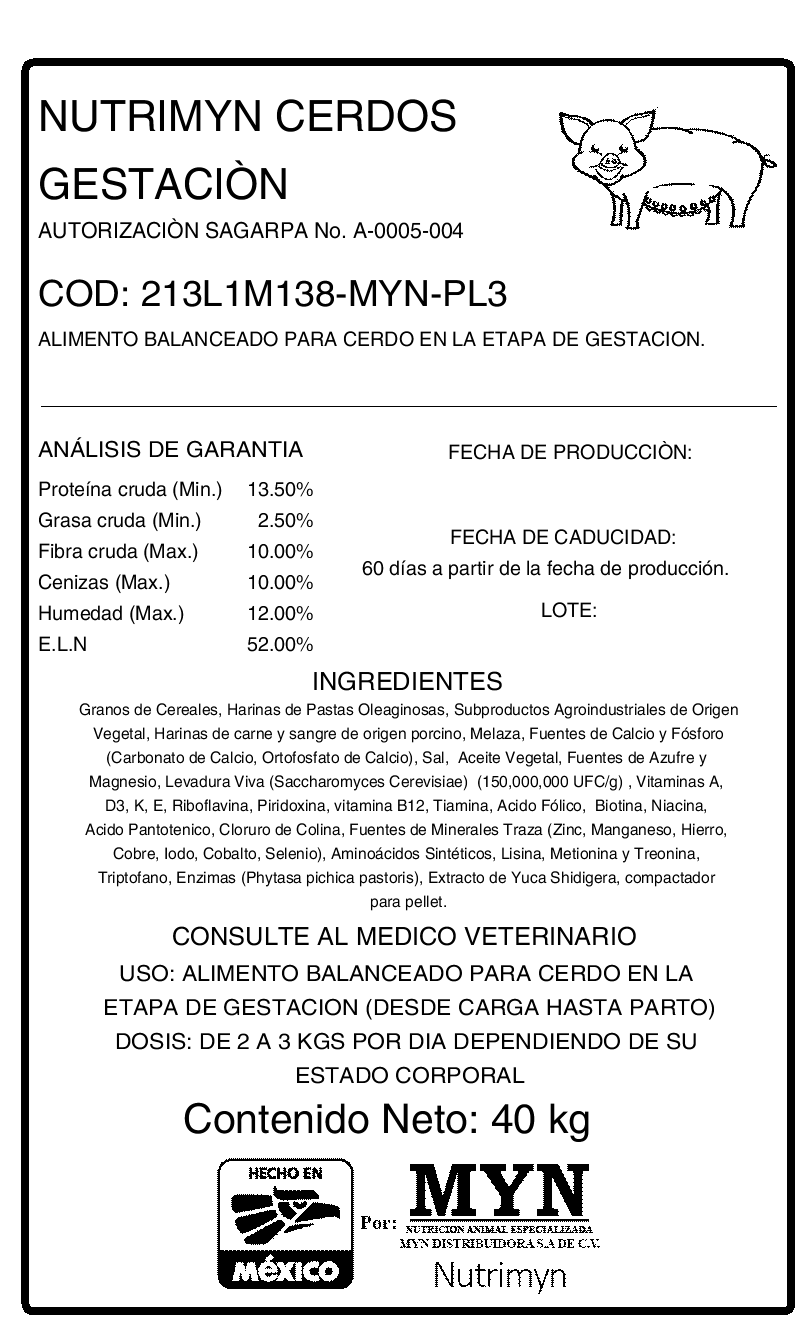 NUTRIMYN CERDOS
GESTACIÒN
AUTORIZACIÒN SAGARPA No. A-0005-004
COD: 213L1M138-MYN-PL3
ALIMENTO BALANCEADO PARA CERDO EN LA ETAPA DE GESTACION.
ANÁLISIS DE GARANTIA
Proteína cruda (Min.) 13.50%
Grasa cruda (Min.) 2.50%
Fibra cruda (Max.) 10.00%
Cenizas (Max.) 10.00%
Humedad (Max.) 12.00%
E.L.N 52.00%
FECHA DE PRODUCCIÒN:
FECHA DE CADUCIDAD:
60 días a partir de la fecha de producción.
LOTE:
INGREDIENTES
Granos de Cereales, Harinas de Pastas Oleaginosas, Subproductos Agroindustriales de Origen
Vegetal, Harinas de carne y sangre de origen porcino, Melaza, Fuentes de Calcio y Fósforo
(Carbonato de Calcio, Ortofosfato de Calcio), Sal, Aceite Vegetal, Fuentes de Azufre y
Magnesio, Levadura Viva (Saccharomyces Cerevisiae) (150,000,000 UFC/g) , Vitaminas A,
D3, K, E, Riboflavina, Piridoxina, vitamina B12, Tiamina, Acido Fólico, Biotina, Niacina,
Acido Pantotenico, Cloruro de Colina, Fuentes de Minerales Traza (Zinc, Manganeso, Hierro,
Cobre, Iodo, Cobalto, Selenio), Aminoácidos Sintéticos, Lisina, Metionina y Treonina,
Triptofano, Enzimas (Phytasa pichica pastoris), Extracto de Yuca Shidigera, compactador
para pellet.
CONSULTE AL MEDICO VETERINARIO
USO: ALIMENTO BALANCEADO PARA CERDO EN LA
ETAPA DE GESTACION (DESDE CARGA HASTA PARTO)
DOSIS: DE 2 A 3 KGS POR DIA DEPENDIENDO DE SU
ESTADO CORPORAL
Contenido Neto: 40 kg
HECHO EN
MéXICO
Por:
MYN
NUTRICION ANIMAL ESPECIALIZADA
MYN DISTRIBUIDORA S.A DE C.V.
Nutrimyn